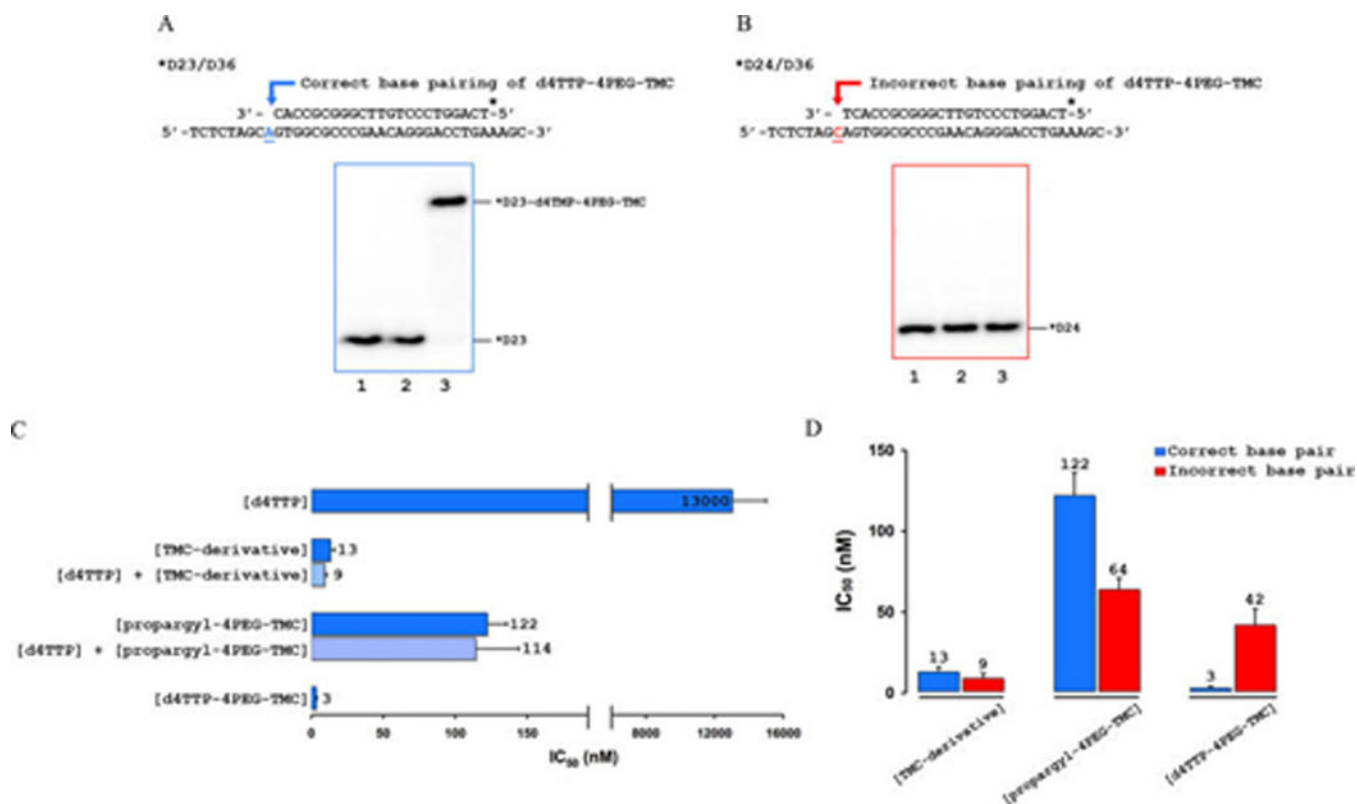 A
*D23/D36
Correct base pairing of d4TTP-4PEG-TMC
*
3’- CACCGCGGGCTTGTCCCTGGACT-5’
5’-TCTCTAGCAGTGGCGCCCGAACAGGGACCTGAAAGC-3’
*D23-d4TMP-4PEG-TMC
*D23
1 2 3
B
*D24/D36
Incorrect base pairing of d4TTP-4PEG-TMC
*
3’- TCACCGCGGGCTTGTCCCTGGACT-5’
5’-TCTCTAGCAGTGGCGCCCGAACAGGGACCTGAAAGC-3’
*D24
1 2 3
C
[d4TTP]
13000
[TMC-derivative]
13
[d4TTP] + [TMC-derivative]
9
[propargyl-4PEG-TMC]
122
[d4TTP] + [propargyl-4PEG-TMC]
114
[d4TTP-4PEG-TMC]
3
0 50 100 150 8000 12000 16000
IC50 (nM)
D
Correct base pair
Incorrect base pair
IC50 (nM)
150
100
50
0
13
9
122
64
3
42
[TMC-derivative]
[propargyl-4PEG-TMC]
[d4TTP-4PEG-TMC]